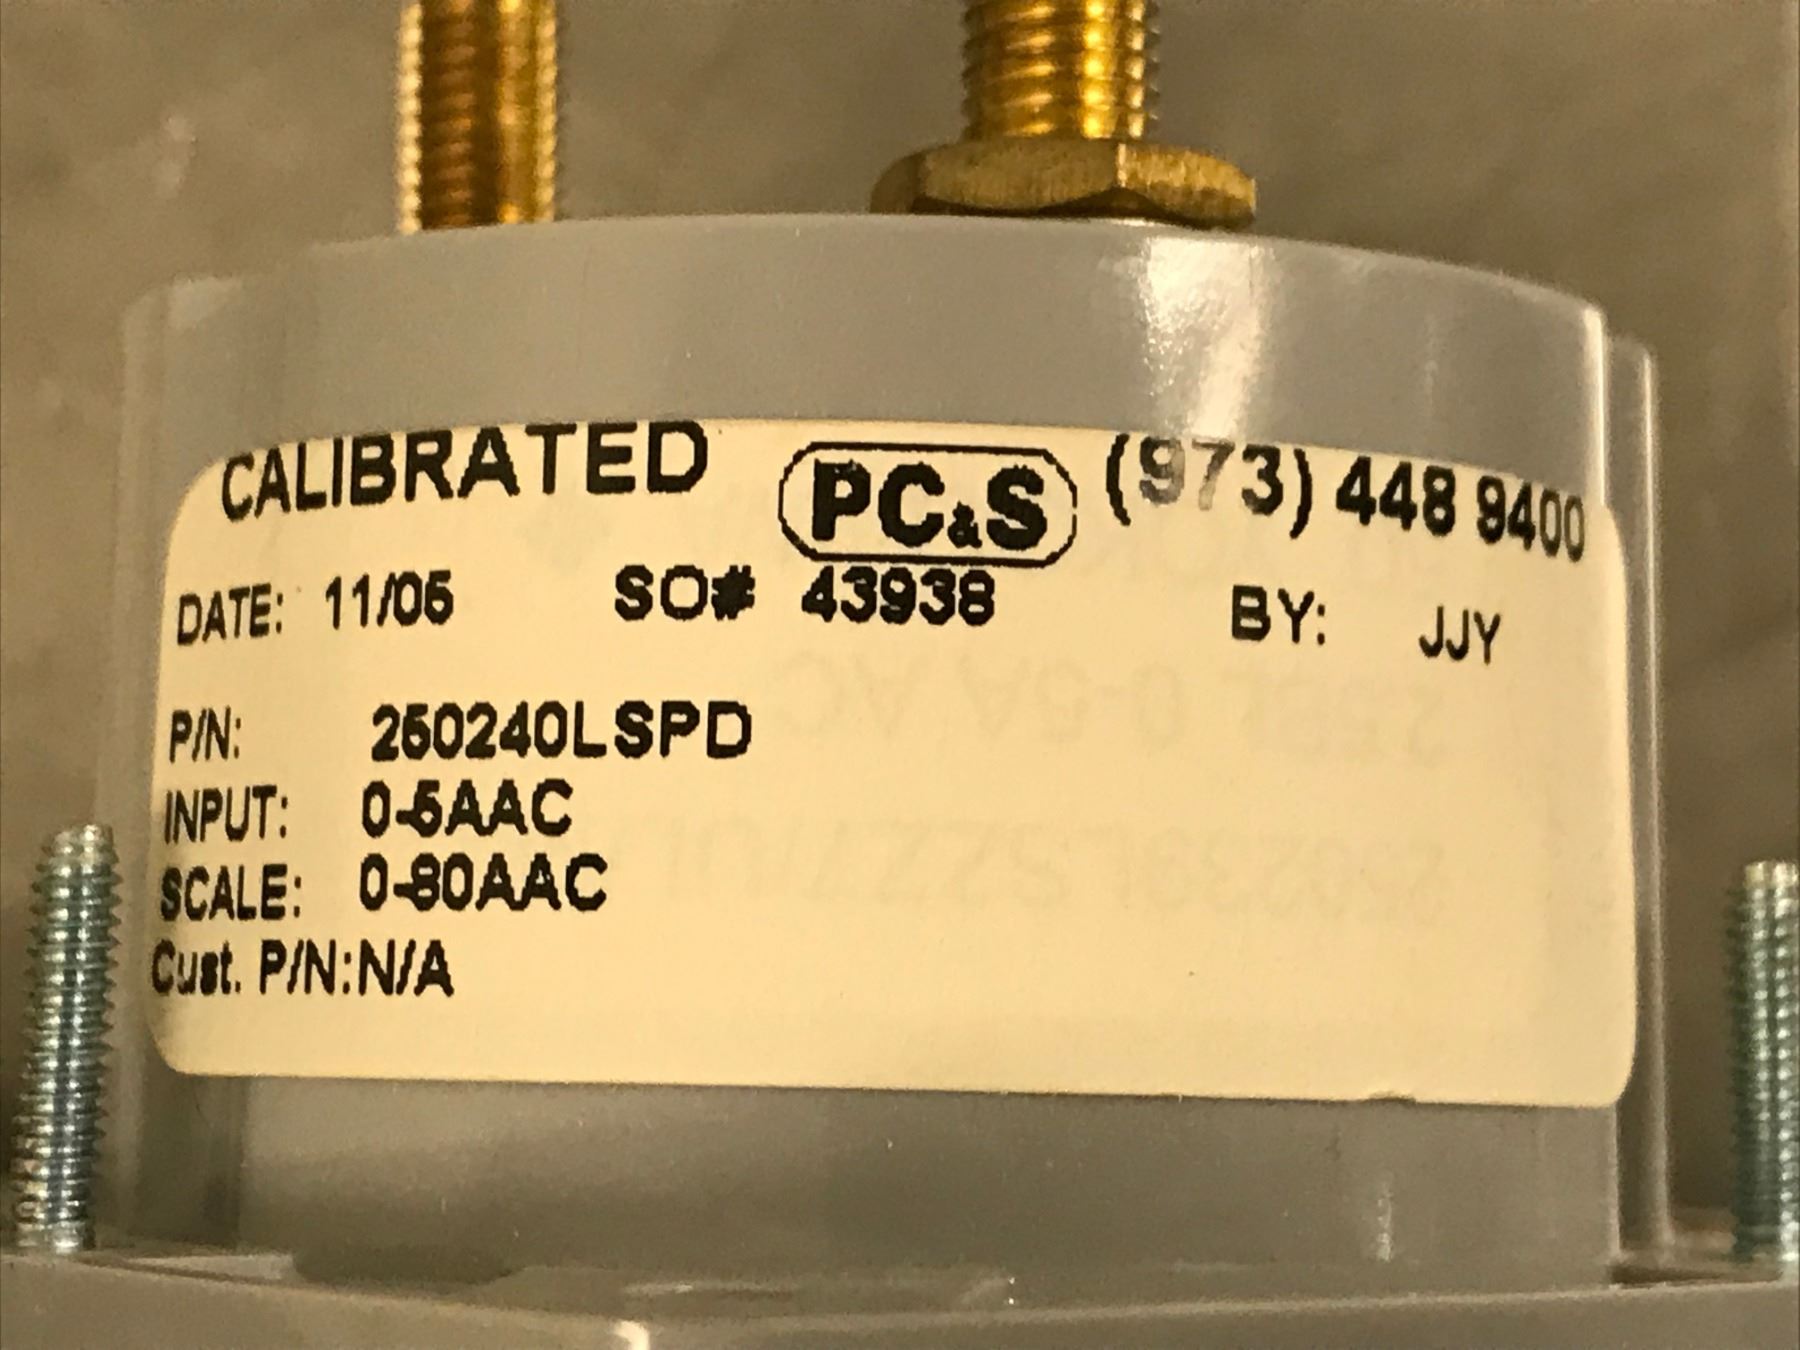 CALIBRATED PC&S (973) 448 9400
DATE: 11/05 SO# 43938 BY: JJY
P/N: 250240LSPD
INPUT: 0-5AAC
SCALE: 0-80AAC
Cust. P/N:N/A